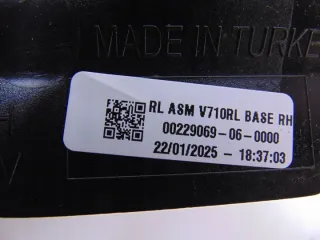 MADE IN TURKE
RL ASM V710RL BASE RH
00229069-06-0000
22/01/2025 - 18:37:03
V